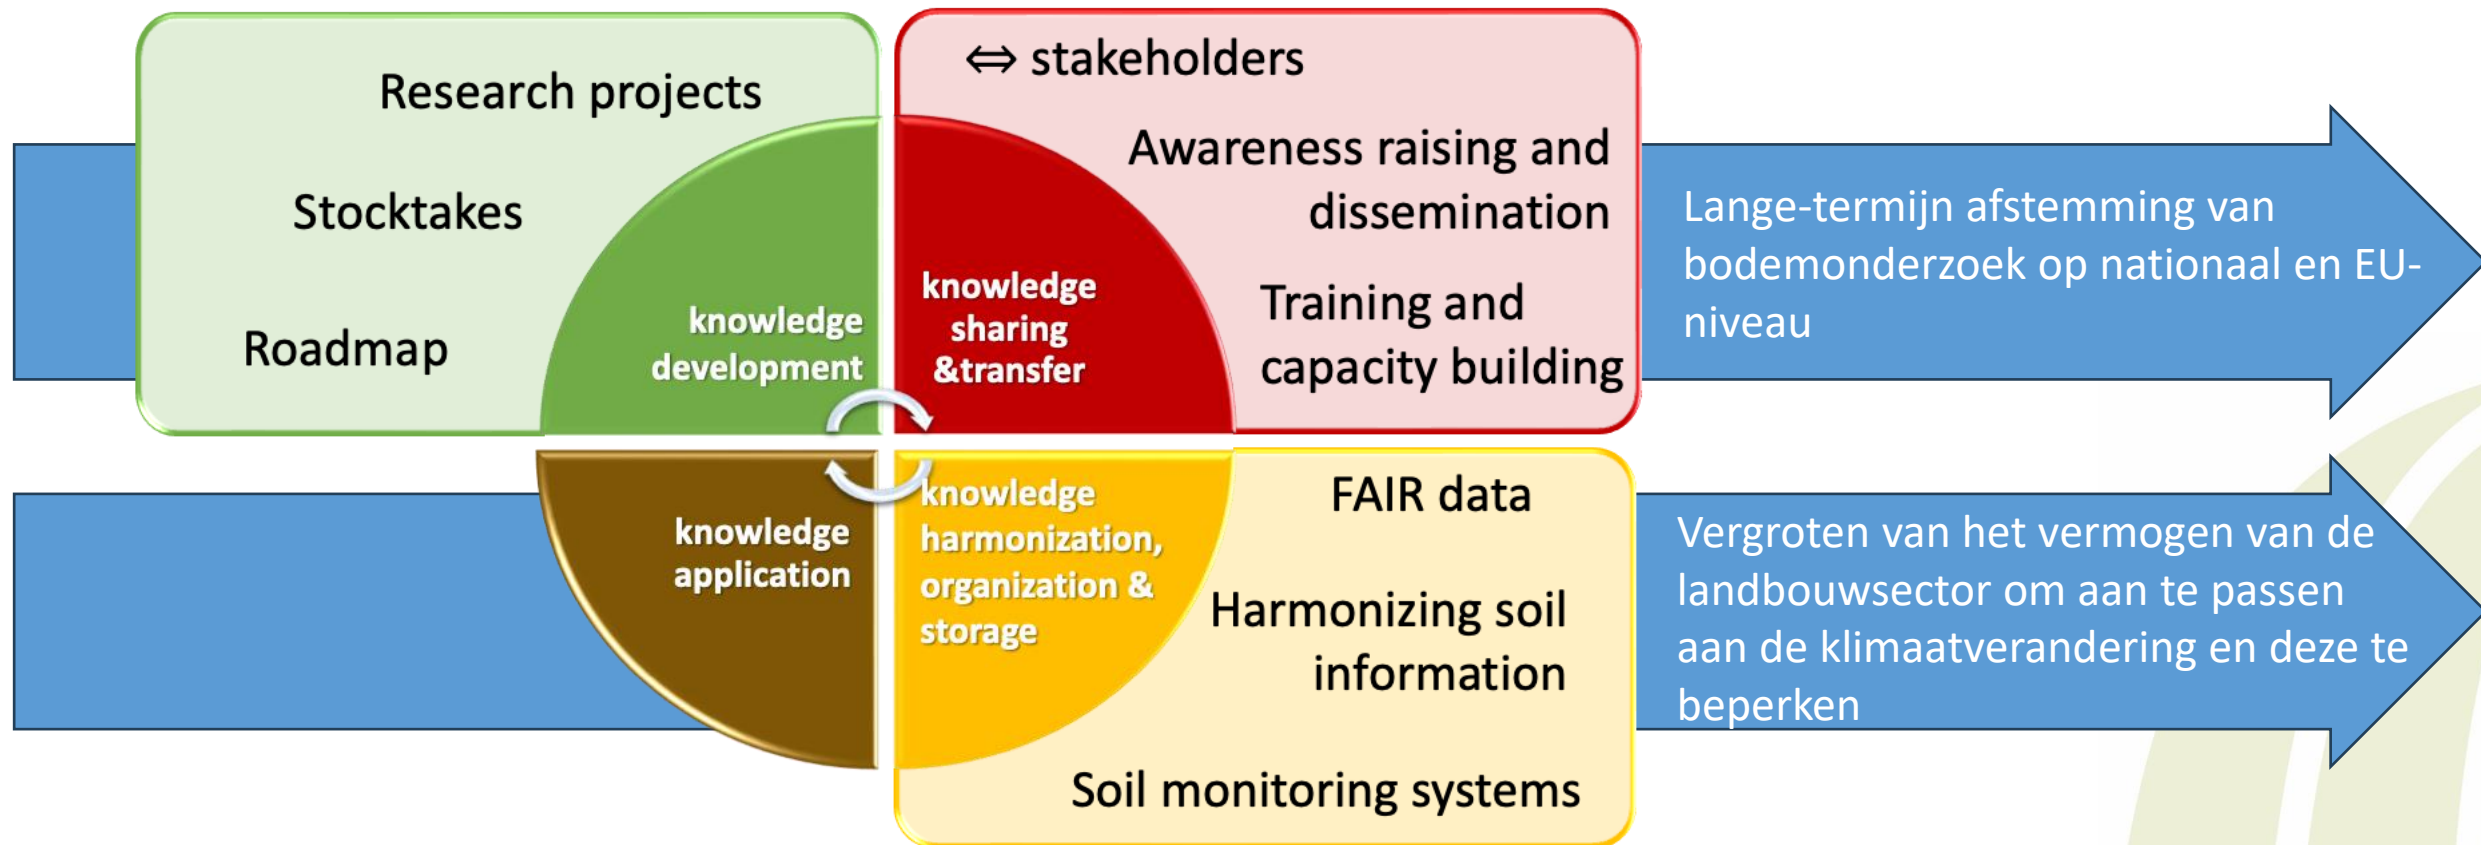 Research projects
Stocktakes
Roadmap
knowledge
development
⇔ stakeholders
Awareness raising and
dissemination
Training and
capacity building
knowledge
sharing
&transfer
Lange-termijn afstemming van
bodemonderzoek op nationaal en EU-
niveau
knowledge
application
knowledge
harmonization,
organization &
storage
FAIR data
Harmonizing soil
information
Soil monitoring systems
Vergroten van het vermogen van de
landbouwsector om aan te passen
aan de klimaatverandering en deze te
beperken